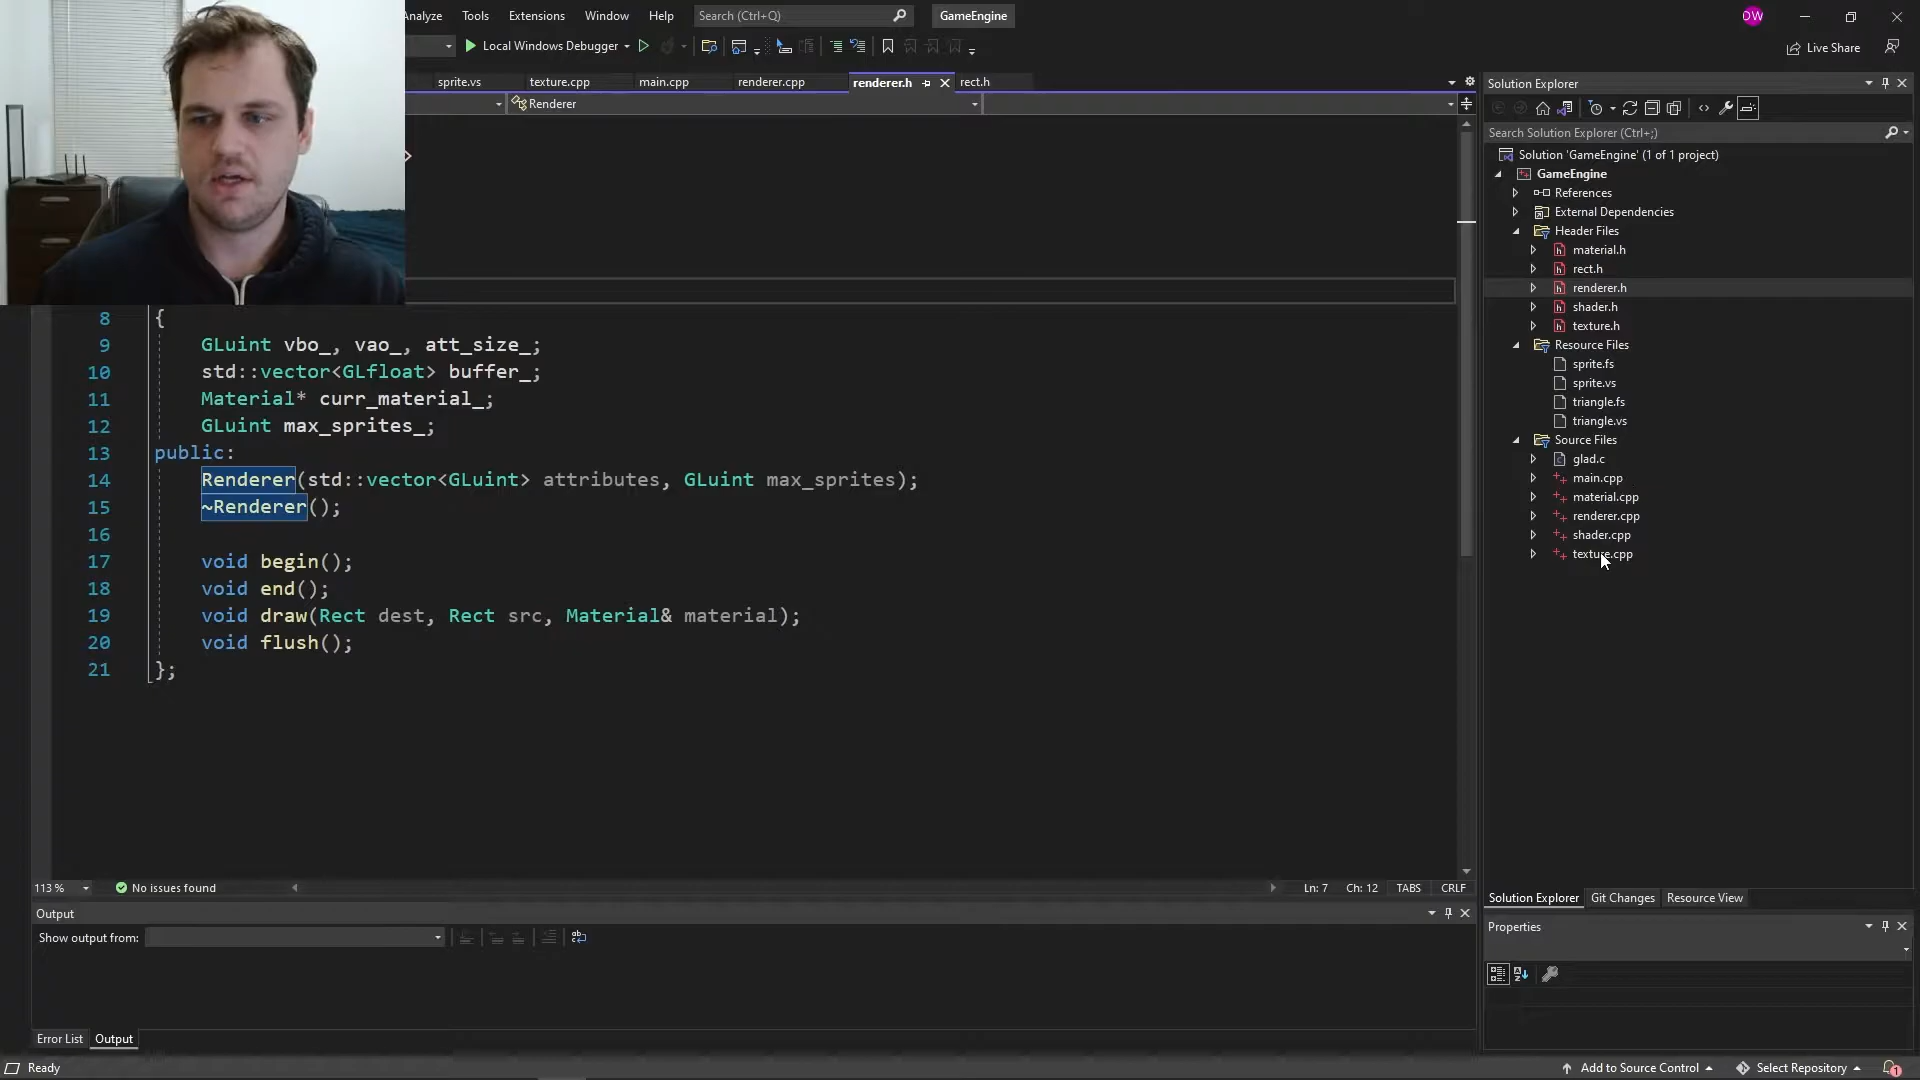 Analyze Tools Extensions Window Help Search (Ctrl+Q) GameEngine DW
Local Windows Debugger Live Share
sprite.vs texture.cpp main.cpp renderer.cpp renderer.h rect.h
Renderer
>
8 {
9 GLuint vbo_, vao_, att_size_;
10 std::vector<GLfloat> buffer_;
11 Material* curr_material_;
12 GLuint max_sprites_;
13 public:
14 Renderer(std::vector<GLuint> attributes, GLuint max_sprites);
15 ~Renderer();
16
17 void begin();
18 void end();
19 void draw(Rect dest, Rect src, Material& material);
20 void flush();
21 };
113 % No issues found Ln: 7 Ch: 12 TABS CRLF
Output
Show output from:
Error List Output
Solution Explorer
Search Solution Explorer (Ctrl+;)
Solution 'GameEngine' (1 of 1 project)
GameEngine
References
External Dependencies
Header Files
material.h
rect.h
renderer.h
shader.h
texture.h
Resource Files
sprite.fs
sprite.vs
triangle.fs
triangle.vs
Source Files
glad.c
main.cpp
material.cpp
renderer.cpp
shader.cpp
texture.cpp
Solution Explorer Git Changes Resource View
Properties
Ready Add to Source Control Select Repository 1